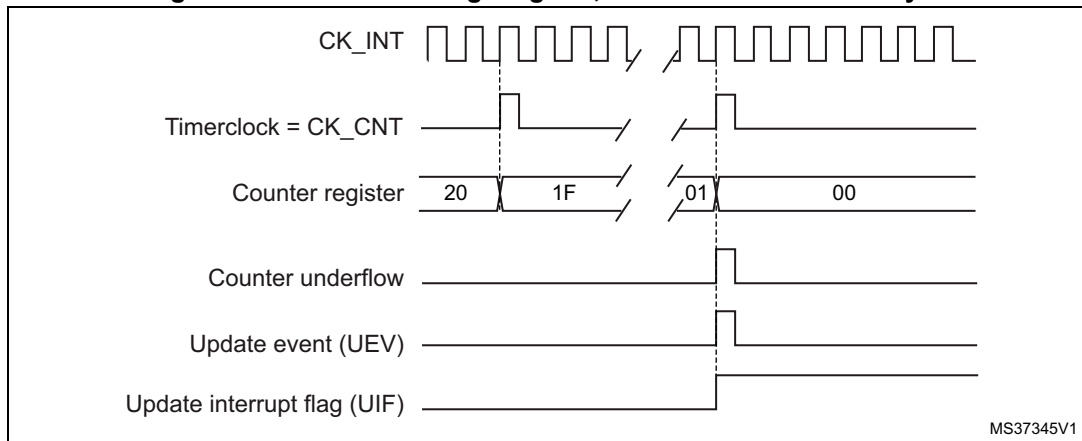 CK_INT
Timerclock = CK_CNT
Counter register 20 1F 01 00
Counter underflow
Update event (UEV)
Update interrupt flag (UIF)
MS37345V1